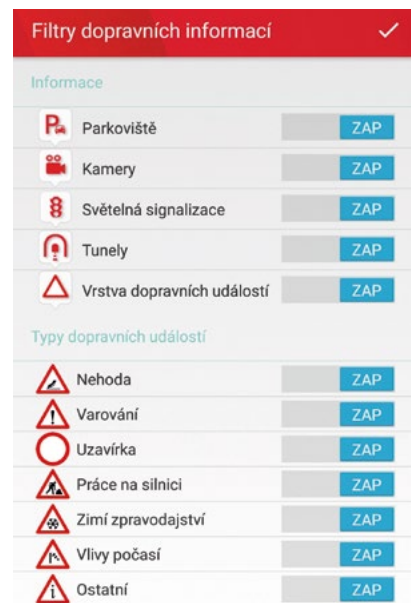 Filtry dopravních informací
Informace
Parkoviště ZAP
Kamery ZAP
Světelná signalizace ZAP
Tunely ZAP
Vrstva dopravních událostí ZAP
Typy dopravních událostí
Nehoda ZAP
Varování ZAP
Uzavírka ZAP
Práce na silnici ZAP
Zimí zpravodajství ZAP
Vlivy počasí ZAP
Ostatní ZAP